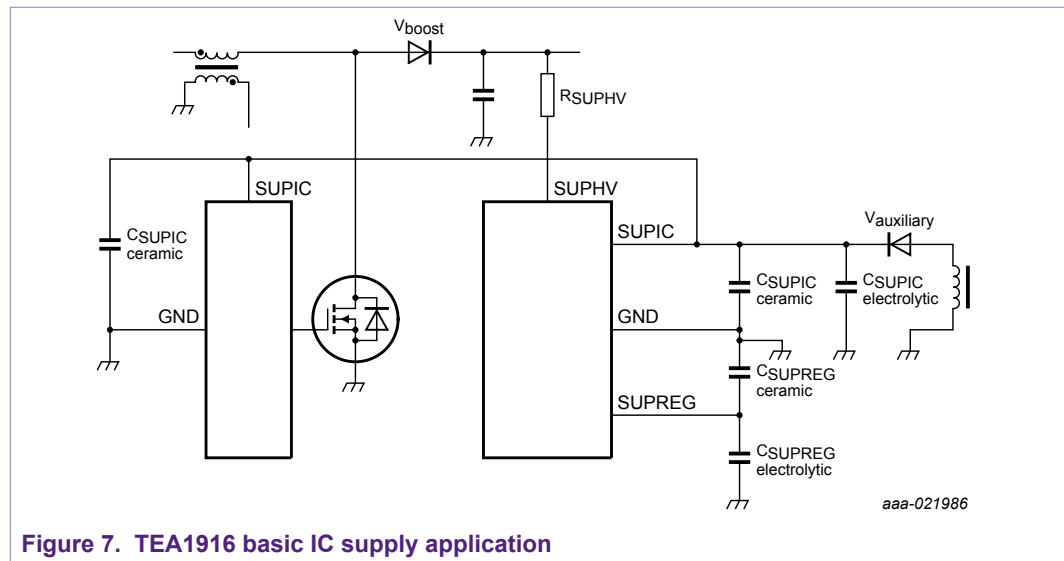 Vboost
RSUPHV
SUPIC
SUPHV
SUPIC
Vauxiliary
CSUPIC
ceramic
CSUPIC
ceramic
CSUPIC
electrolytic
GND
GND
CSUPREG
ceramic
SUPREG
CSUPREG
electrolytic
aaa-021986
Figure 7. TEA1916 basic IC supply application